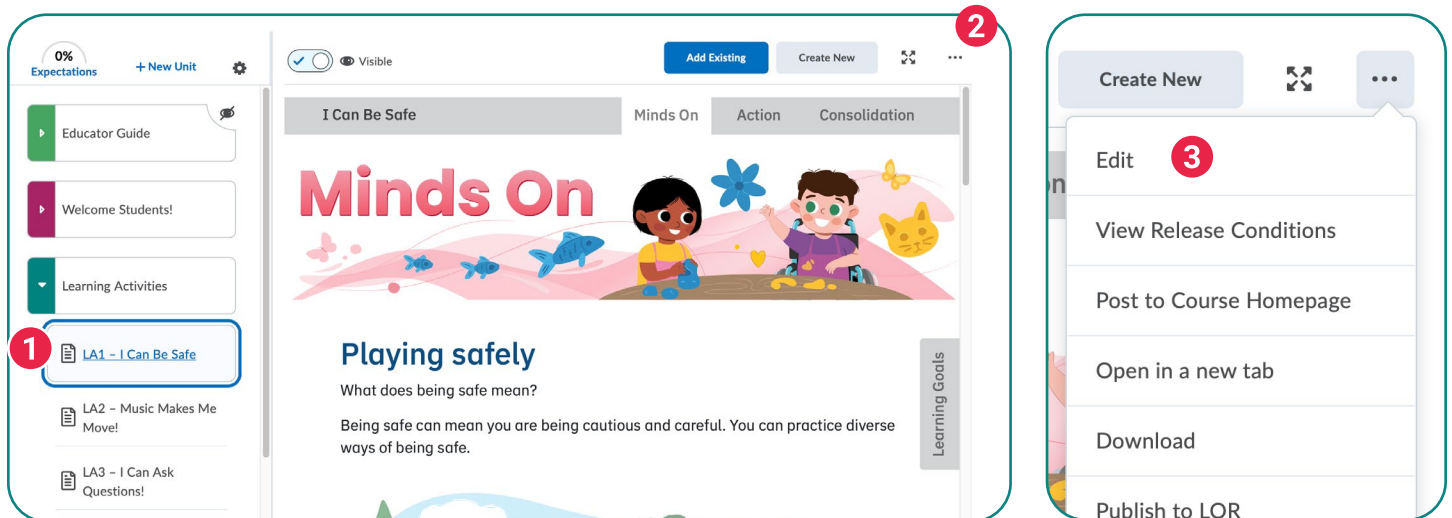 2
0%
Expectations
+ New Unit
Visible
Add Existing
Create New
...
Educator Guide
Welcome Students!
Learning Activities
1
LA1 – I Can Be Safe
LA2 – Music Makes Me
Move!
LA3 – I Can Ask
Questions!
I Can Be Safe
Minds On
Action
Consolidation
Minds On
Playing safely
What does being safe mean?
Being safe can mean you are being cautious and careful. You can practice diverse
ways of being safe.
Learning Goals
Create New
...
Edit
3
View Release Conditions
Post to Course Homepage
Open in a new tab
Download
Publish to LOR